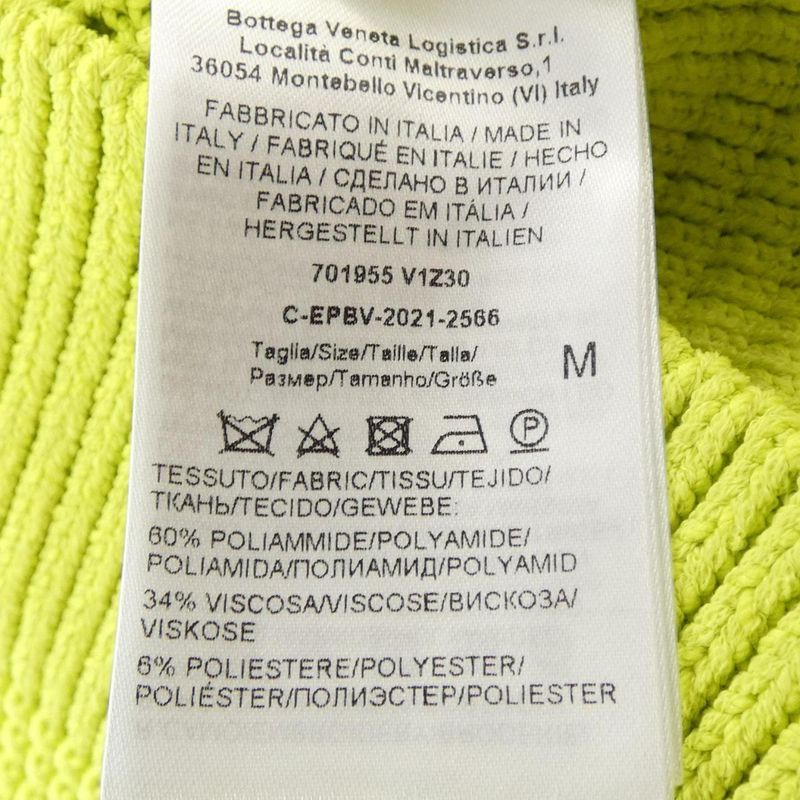 Bottega Veneta Logistica S.r.l.
Località Conti Maltraverso,1
36054 Montebello Vicentino (VI) Italy
FABBRICATO IN ITALIA / MADE IN
ITALY / FABRIQUÉ EN ITALIE / HECHO
EN ITALIA / СДЕЛАНО В ИТАЛИИ /
FABRICADO EM ITÁLIA /
HERGESTELLT IN ITALIEN
701955 V1Z30
C-EPBV-2021-2566
Taglia/Size/Taille/Talla/
Размер/Tamanho/Größe
M
P
TESSUTO/FABRIC/TISSU/TEJIDO/
ТКАНЬ/TECIDO/GEWEBE:
60% POLIAMMIDE/POLYAMIDE/
POLIAMIDA/ПОЛИАМИД/POLYAMID
34% VISCOSA/VISCOSE/ВИСКОЗА/
VISKOSE
6% POLIESTERE/POLYESTER/
POLIÉSTER/ПОЛИЭСТЕР/POLIESTER